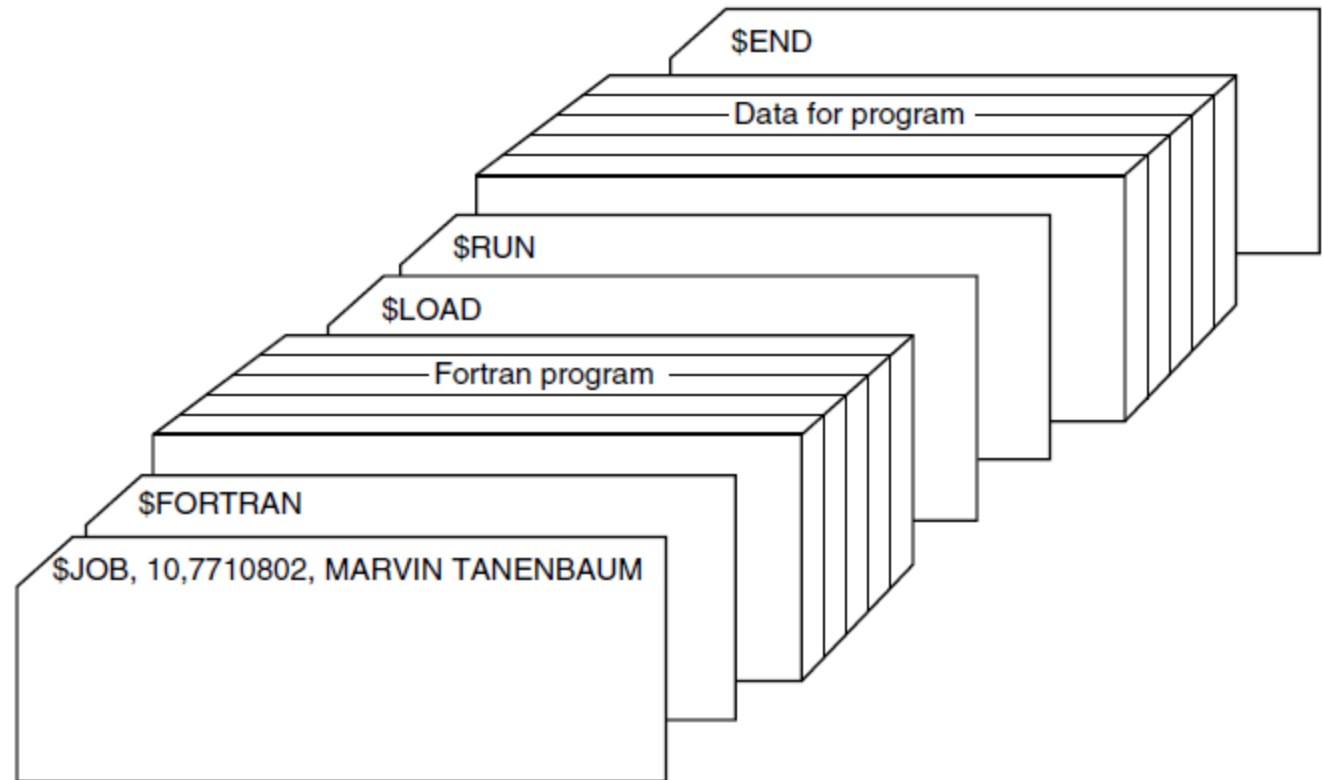 $END
Data for program
$RUN
$LOAD
Fortran program
$FORTRAN
$JOB, 10,7710802, MARVIN TANENBAUM